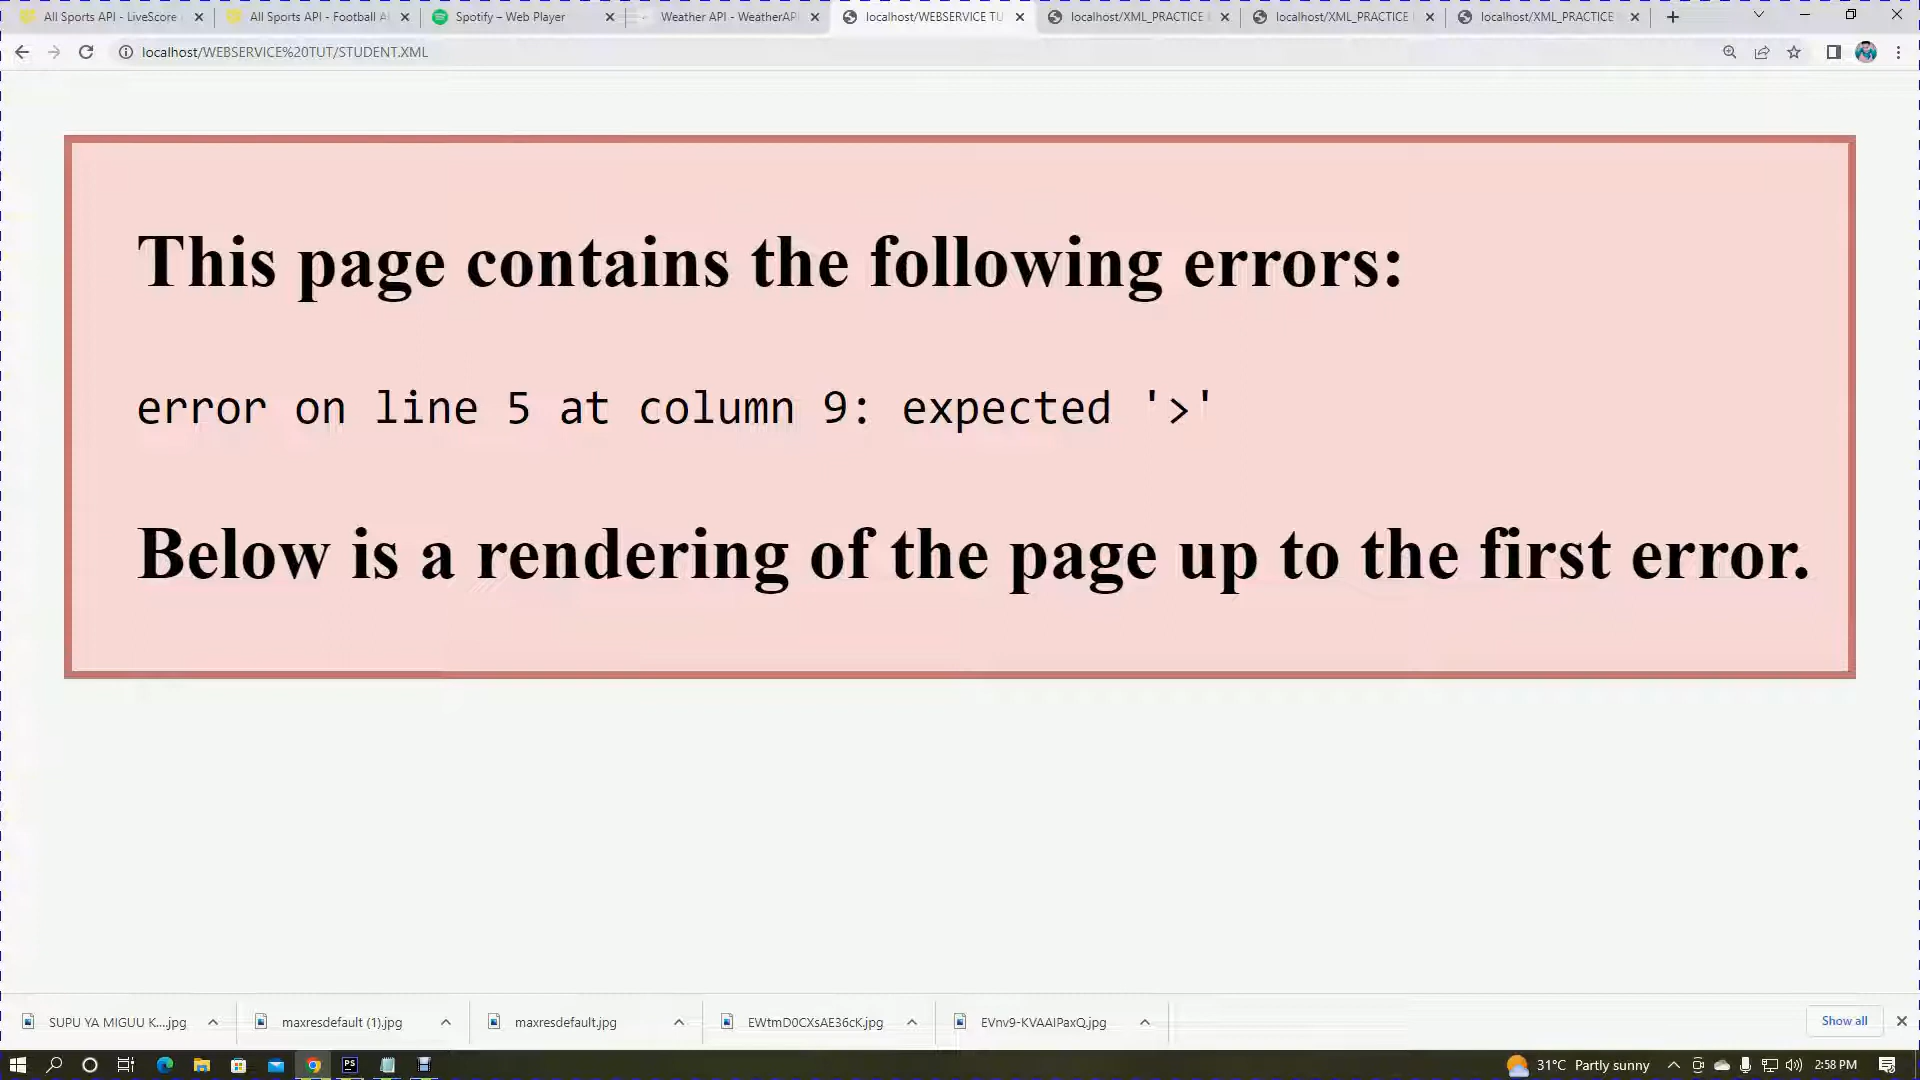 All Sports API - LiveScore
All Sports API - Football A
Spotify – Web Player
Weather API - WeatherAPI
localhost/WEBSERVICE TU
localhost/XML_PRACTICE
localhost/XML_PRACTICE
localhost/XML_PRACTICE
localhost/WEBSERVICE%20TUT/STUDENT.XML
This page contains the following errors:
error on line 5 at column 9: expected '>'
Below is a rendering of the page up to the first error.
SUPU YA MIGUU K....jpg
maxresdefault (1).jpg
maxresdefault.jpg
EWtmD0CXsAE36cK.jpg
EVnv9-KVAAIPaxQ.jpg
Show all
31°C Partly sunny
2:58 PM